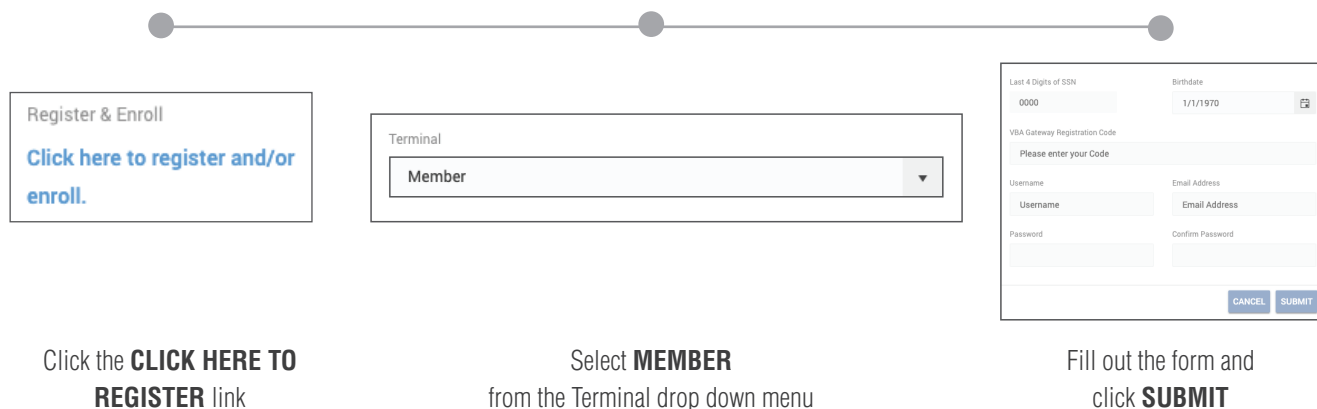 Register & Enroll
Click here to register and/or
enroll.
Terminal
Member
Last 4 Digits of SSN
Birthdate
0000
1/1/1970
VBA Gateway Registration Code
Please enter your Code
Username
Email Address
Username
Email Address
Password
Confirm Password
CANCEL
SUBMIT
Click the CLICK HERE TO
REGISTER link
Select MEMBER
from the Terminal drop down menu
Fill out the form and
click SUBMIT